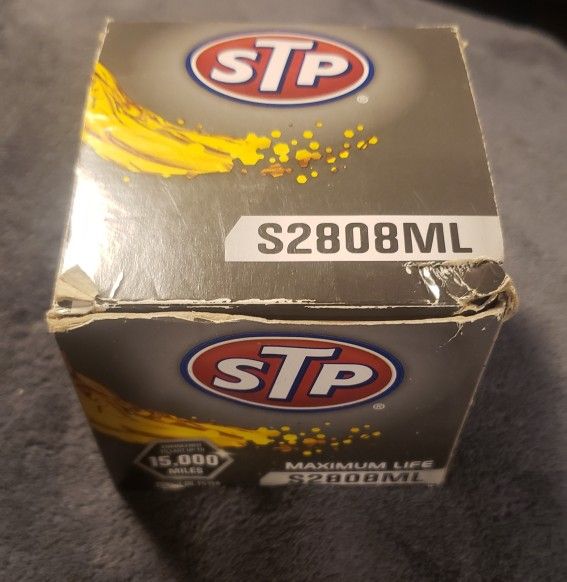 STP
®
S2808ML
STP
®
15,000
MILES
MAXIMUM LIFE
S2808ML